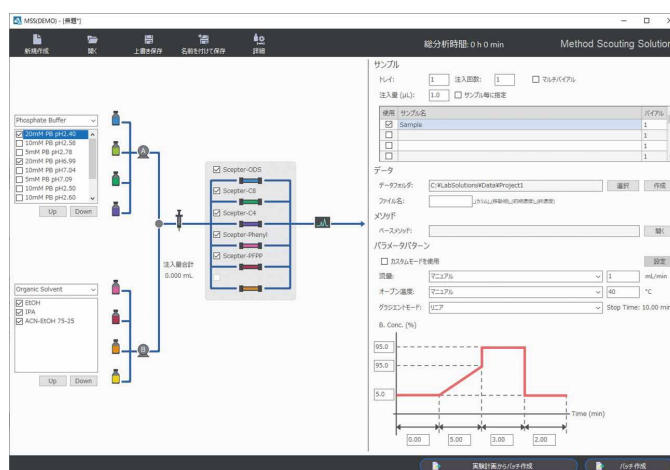 MSS(DEMO) - [無題*]
新規作成
開く
上書き保存
名前を付けて保存
詳細
総分析時間: 0 h 0 min
Method Scouting Solution
Phosphate Buffer
20mM PB pH2.40
10mM PB pH2.58
5mM PB pH2.78
20mM PB pH6.99
10mM PB pH7.04
5mM PB pH7.09
10mM PB pH2.50
10mM PB pH2.60
Up Down
A
注入量合計
0.000 mL
Scepter-ODS
Scepter-C8
Scepter-C4
Scepter-Phenyl
Scepter-PFPP
Organic Solvent
EtOH
IPA
ACN-EtOH 75-25
Up Down
B
サンプル
トレイ: 1 注入回数: 1 マルチバイアル
注入量 (μL): 1.0 サンプル毎に指定
使用 サンプル名 バイアル
Sample 1
1
1
1
データ
データフォルダ: C:¥LabSolutions¥Data¥Project1 選択 作成
ファイル名:
メソッド
ベースメソッド: 開く
パラメータパターン
カスタムモードを使用 設定
流量: マニュアル 1 mL/min
オーブン温度: マニュアル 40 °C
グラジエントモード: リニア Stop Time: 10.00 min
B. Conc. (%)
95.0
95.0
5.0
Time (min)
0.00 5.00 3.00 2.00
実験計画からバッチ作成
バッチ作成